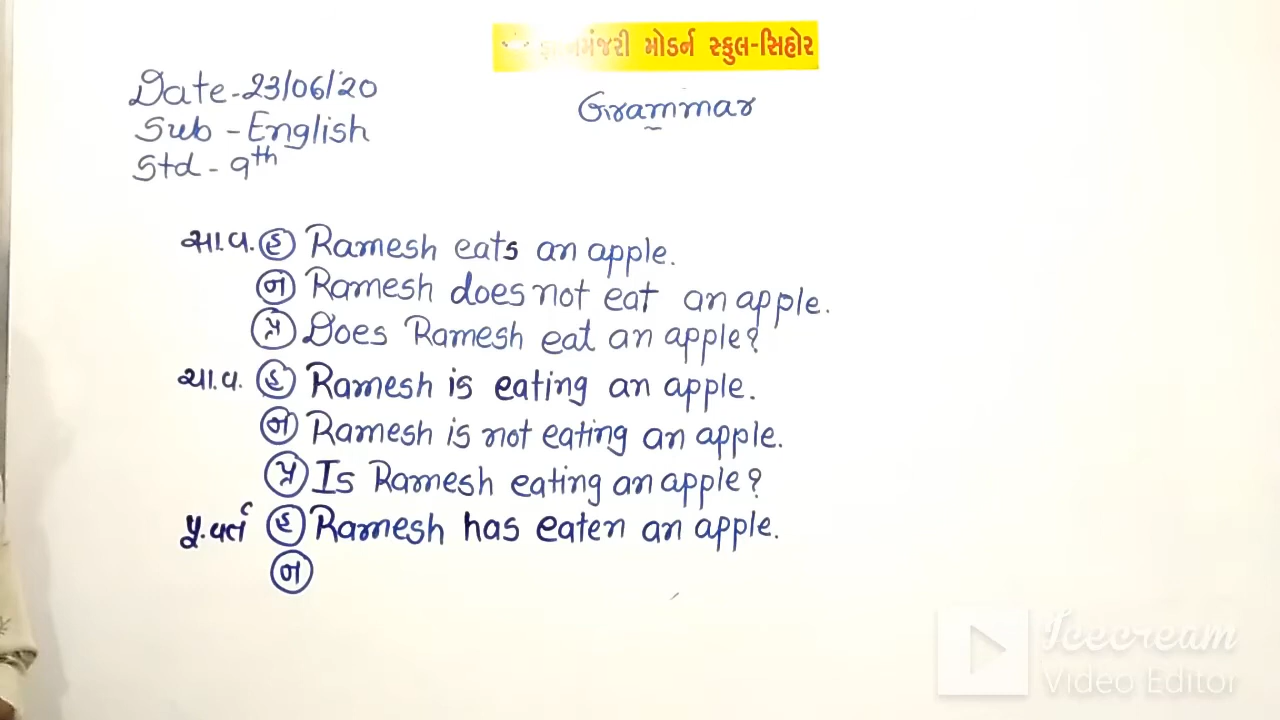 મંજરી મોડર્ન સ્કુલ-સિહોર
Date-23/06/20
Grammar
Sub - English
Std - 9th
સા.વ. હ Ramesh eats an apple.
ન Ramesh does not eat an apple.
પ્ર Does Ramesh eat an apple?
ચા.વ. હ Ramesh is eating an apple.
ન Ramesh is not eating an apple.
પ્ર Is Ramesh eating an apple?
પુ.વર્ત હ Ramesh has eaten an apple.
ન
Icecream
Video Editor